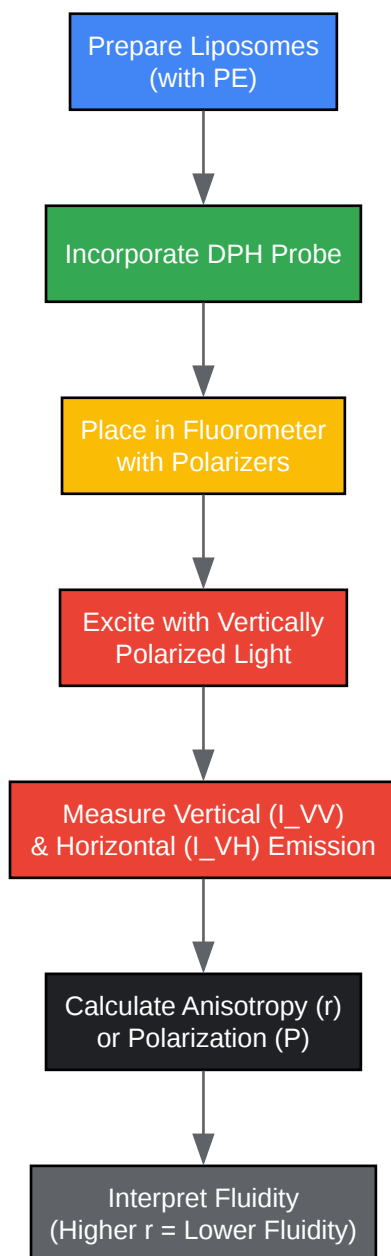 Prepare Liposomes
(with PE)
Incorporate DPH Probe
Place in Fluorometer
with Polarizers
Excite with Vertically
Polarized Light
Measure Vertical (I_VV)
& Horizontal (I_VH) Emission
Calculate Anisotropy (r)
or Polarization (P)
Interpret Fluidity
(Higher r = Lower Fluidity)